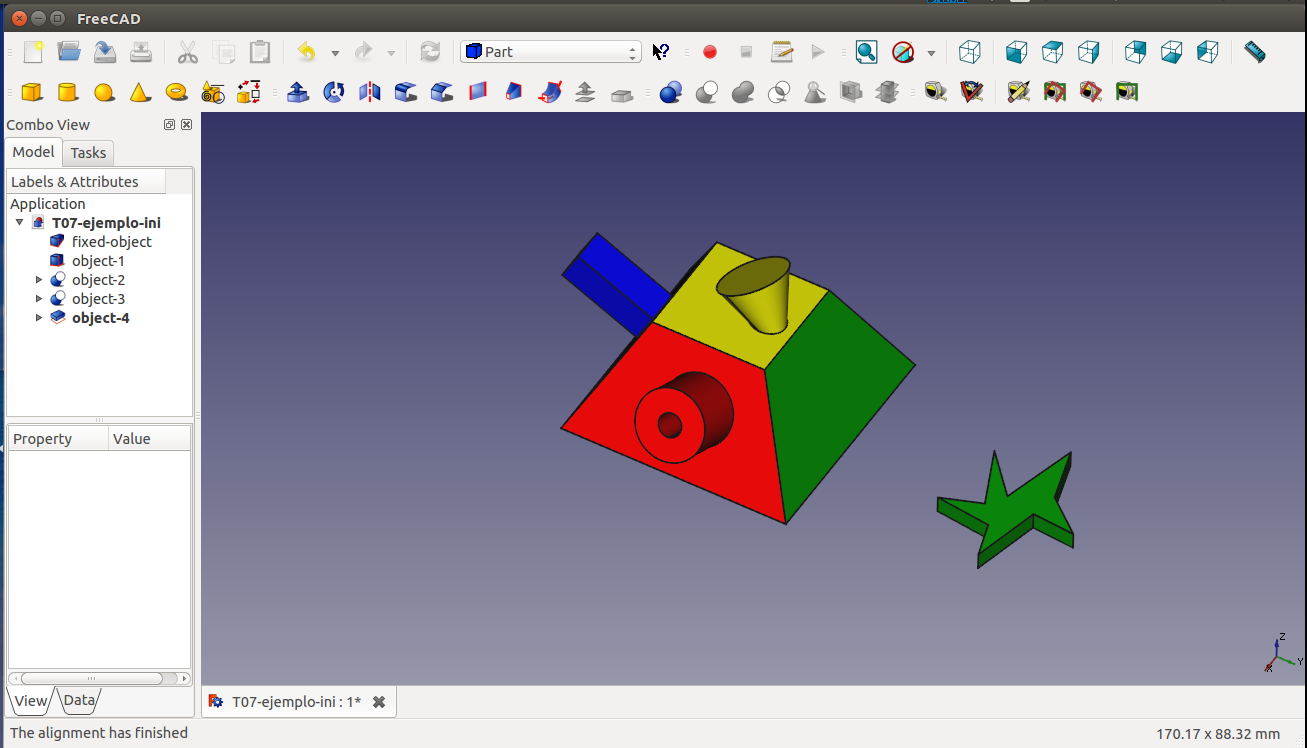 FreeCAD
Part
Combo View
Model
Tasks
Labels & Attributes
Application
T07-ejemplo-ini
fixed-object
object-1
object-2
object-3
object-4
Property
Value
View
Data
Z
Y
X
T07-ejemplo-ini : 1*
The alignment has finished
170.17 x 88.32 mm